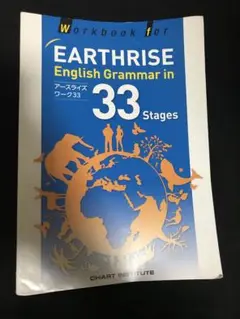 Workbook for
EARTHRISE
English Grammar in
アースライズ
ワーク33
33
Stages
CHART INSTITUTE